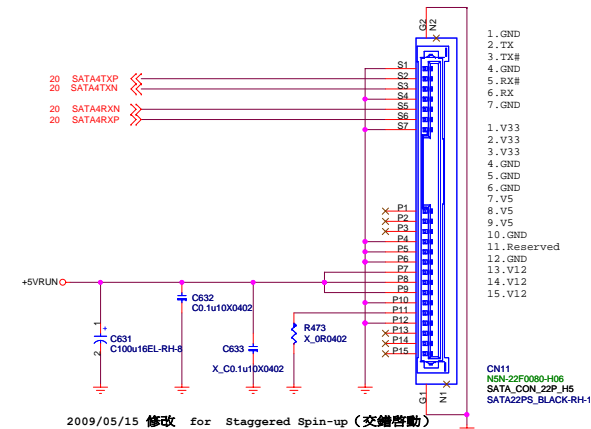 G2
N2
1.GND
2.TX
3.TX#
4.GND
5.RX#
6.RX
7.GND
1.V33
2.V33
3.V33
4.GND
5.GND
6.GND
7.V5
8.V5
9.V5
10.GND
11.Reserved
12.GND
13.V12
14.V12
15.V12
S1
S2
S3
S4
S5
S6
S7
20 SATA4TXP
20 SATA4TXN
20 SATA4RXN
20 SATA4RXP
P1
P2
P3
P4
P5
P6
P7
P8
P9
P10
P11
P12
P13
P14
P15
+5VRUN
1
+
2
C631
C100u16EL-RH-8
C632
C0.1u10X0402
C633
X_C0.1u10X0402
R473
X_0R0402
G1
N1
CN11
N5N-22F0080-H06
SATA_CON_22P_H5
SATA22PS_BLACK-RH-1
2009/05/15 修改 for Staggered Spin-up (交錯啓動)